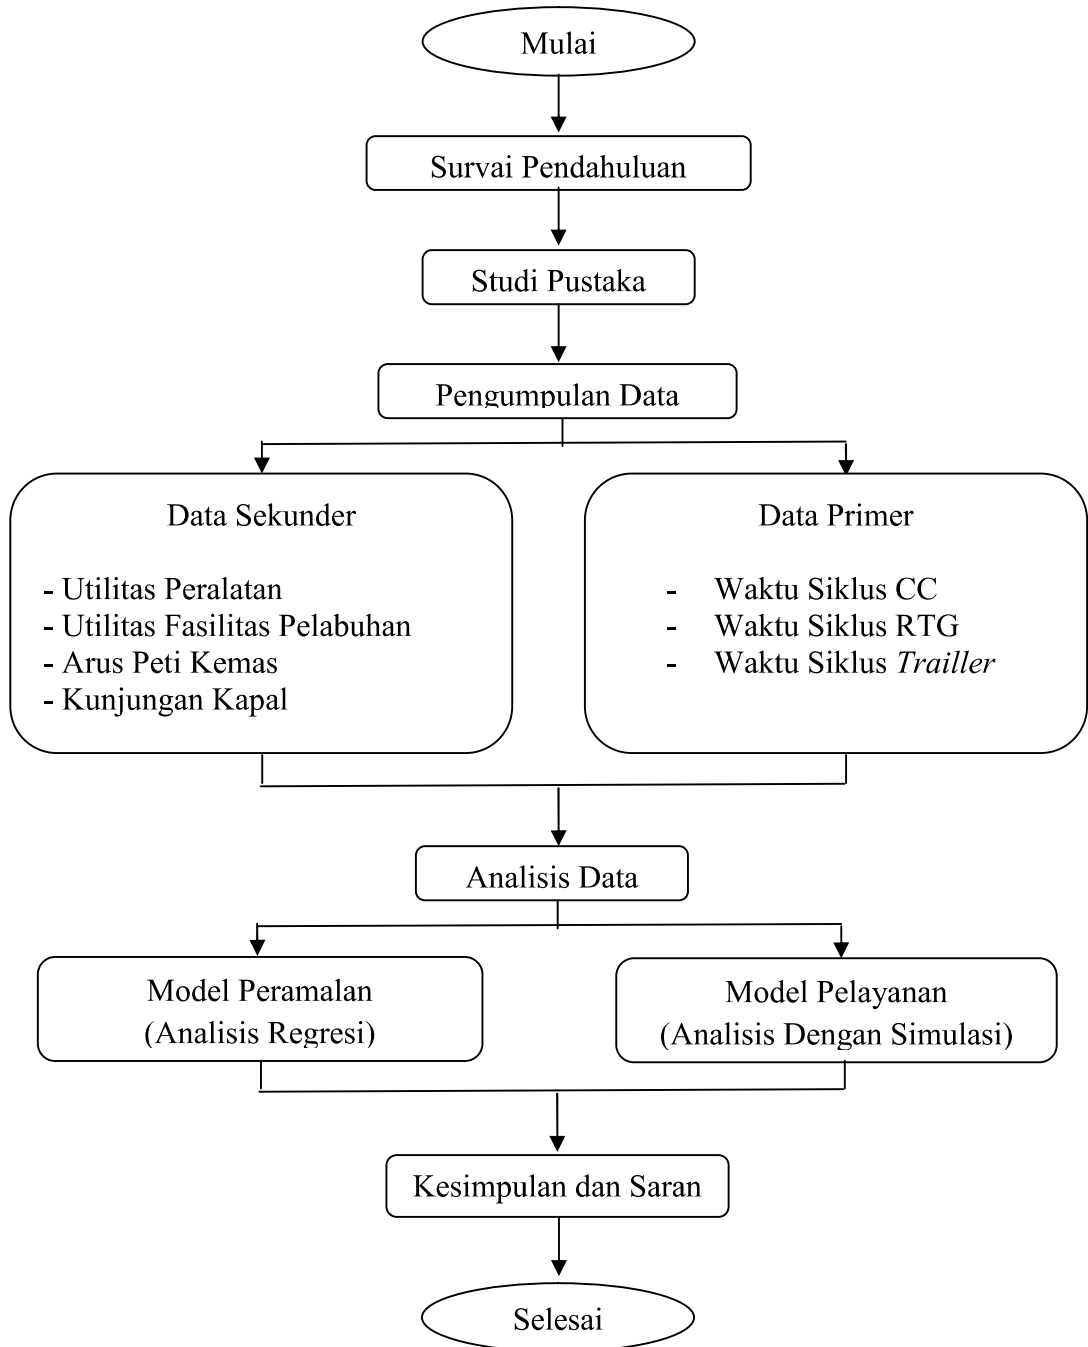 Mulai
Survai Pendahuluan
Studi Pustaka
Pengumpulan Data
Data Sekunder
- Utilitas Peralatan
- Utilitas Fasilitas Pelabuhan
- Arus Peti Kemas
- Kunjungan Kapal
Data Primer
- Waktu Siklus CC
- Waktu Siklus RTG
- Waktu Siklus Trailler
Analisis Data
Model Peramalan
(Analisis Regresi)
Model Pelayanan
(Analisis Dengan Simulasi)
Kesimpulan dan Saran
Selesai